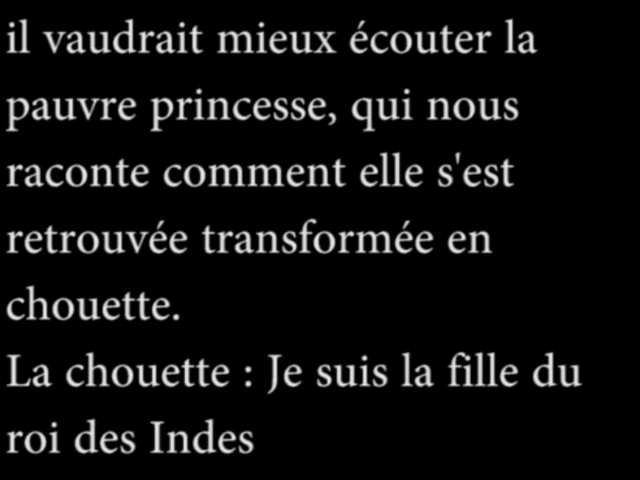 il vaudrait mieux écouter la
pauvre princesse, qui nous
raconte comment elle s'est
retrouvée transformée en
chouette.
La chouette : Je suis la fille du
roi des Indes